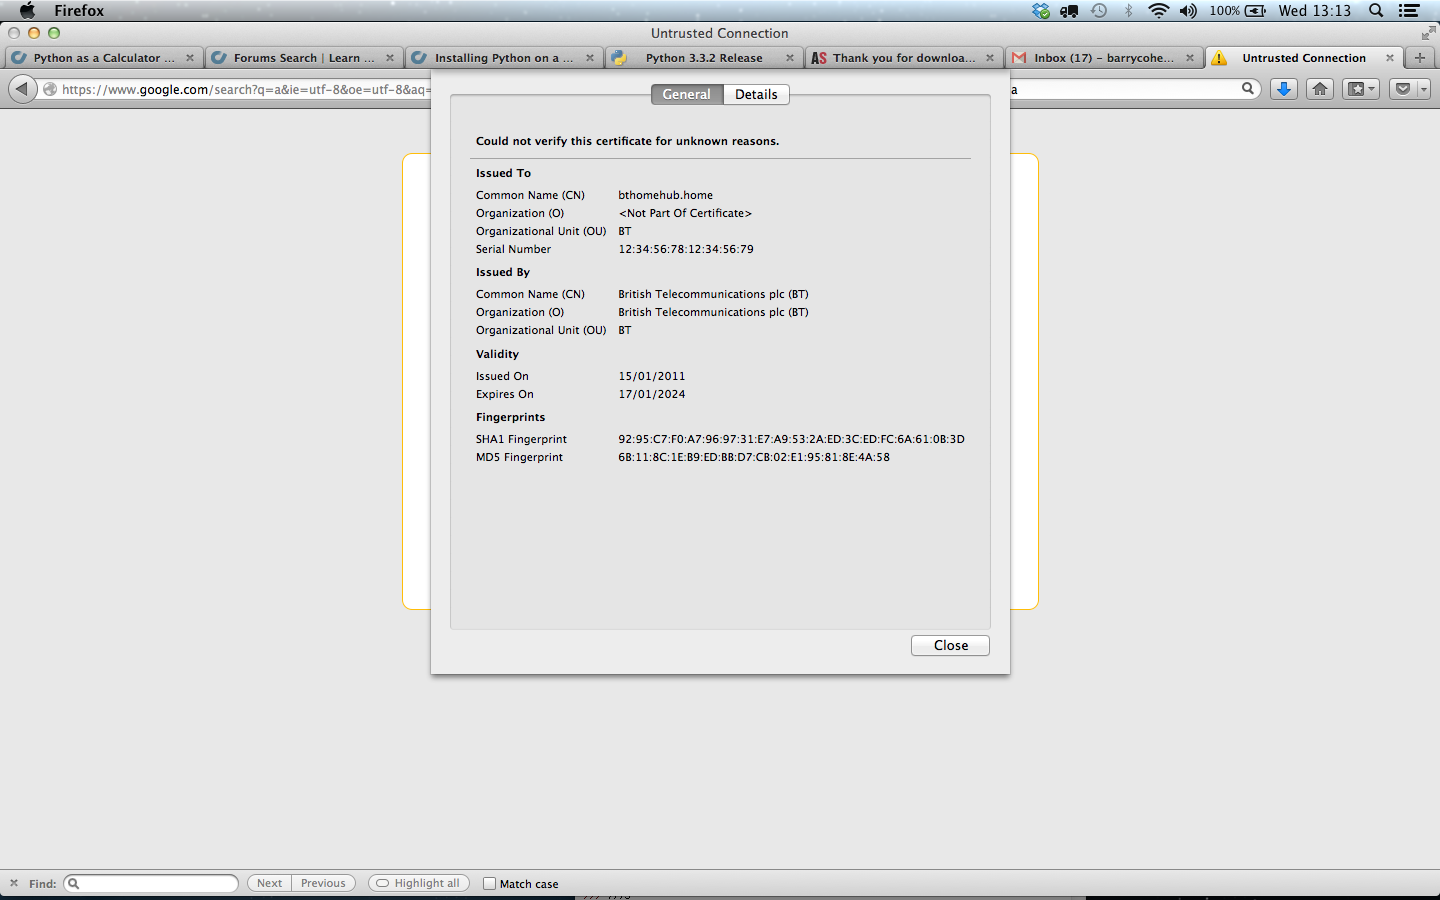 Firefox
100%
Wed 13:13
Untrusted Connection
Python as a Calculator ...
Forums Search | Learn ...
Installing Python on a ...
Python 3.3.2 Release
AS Thank you for downloa...
Inbox (17) - barrycohe...
Untrusted Connection
https://www.google.com/search?q=a&ie=utf-8&oe=utf-8&aq=
a
General
Details
Could not verify this certificate for unknown reasons.
Issued To
Common Name (CN) bthomehub.home
Organization (O) <Not Part Of Certificate>
Organizational Unit (OU) BT
Serial Number 12:34:56:78:12:34:56:79
Issued By
Common Name (CN) British Telecommunications plc (BT)
Organization (O) British Telecommunications plc (BT)
Organizational Unit (OU) BT
Validity
Issued On 15/01/2011
Expires On 17/01/2024
Fingerprints
SHA1 Fingerprint 92:95:C7:F0:A7:96:97:31:E7:A9:53:2A:ED:3C:ED:FC:6A:61:0B:3D
MD5 Fingerprint 6B:11:8C:1E:B9:ED:BB:D7:CB:02:E1:95:81:8E:4A:58
Close
Find:
Next
Previous
Highlight all
Match case